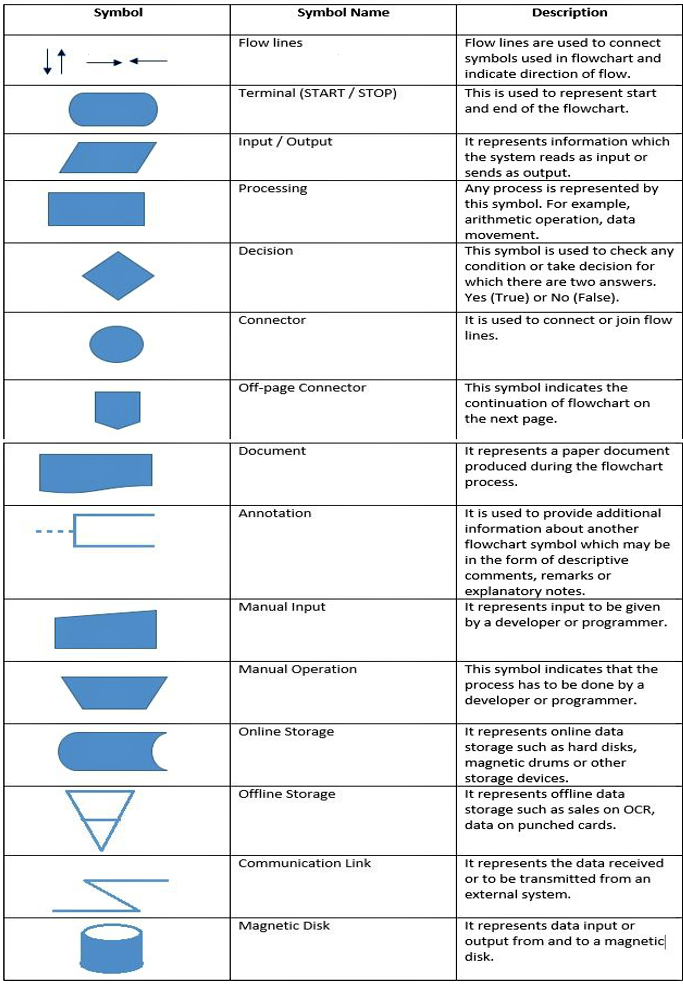 Symbol Symbol Name Description
Flow lines Flow lines are used to connect
symbols used in flowchart and
indicate direction of flow.
Terminal (START / STOP) This is used to represent start
and end of the flowchart.
Input / Output It represents information which
the system reads as input or
sends as output.
Processing Any process is represented by
this symbol. For example,
arithmetic operation, data
movement.
Decision This symbol is used to check any
condition or take decision for
which there are two answers.
Yes (True) or No (False).
Connector It is used to connect or join flow
lines.
Off-page Connector This symbol indicates the
continuation of flowchart on
the next page.
Document It represents a paper document
produced during the flowchart
process.
Annotation It is used to provide additional
information about another
flowchart symbol which may be
in the form of descriptive
comments, remarks or
explanatory notes.
Manual Input It represents input to be given
by a developer or programmer.
Manual Operation This symbol indicates that the
process has to be done by a
developer or programmer.
Online Storage It represents online data
storage such as hard disks,
magnetic drums or other
storage devices.
Offline Storage It represents offline data
storage such as sales on OCR,
data on punched cards.
Communication Link It represents the data received
or to be transmitted from an
external system.
Magnetic Disk It represents data input or
output from and to a magnetic
disk.